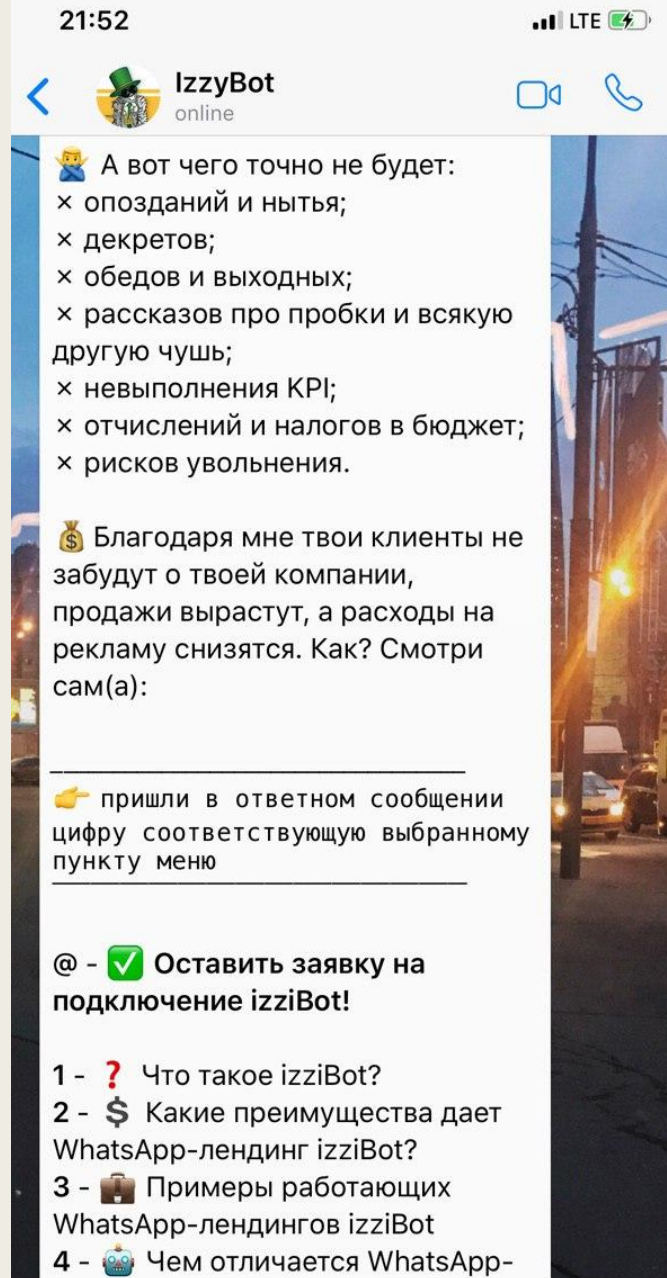 21:52
LTE
IzzyBot
online
🙅‍♂️ А вот чего точно не будет:
× опозданий и нытья;
× декретов;
× обедов и выходных;
× рассказов про пробки и всякую
другую чушь;
× невыполнения KPI;
× отчислений и налогов в бюджет;
× рисков увольнения.
💰 Благодаря мне твои клиенты не
забудут о твоей компании,
продажи вырастут, а расходы на
рекламу снизятся. Как? Смотри
сам(а):
👉 пришли в ответном сообщении
цифру соответствующую выбранному
пункту меню
@ - ✅ Оставить заявку на
подключение izziBot!
1 - ❓ Что такое izziBot?
2 - 💲 Какие преимущества дает
WhatsApp-лендинг izziBot?
3 - 💼 Примеры работающих
WhatsApp-лендингов izziBot
4 - 🤖 Чем отличается WhatsApp-